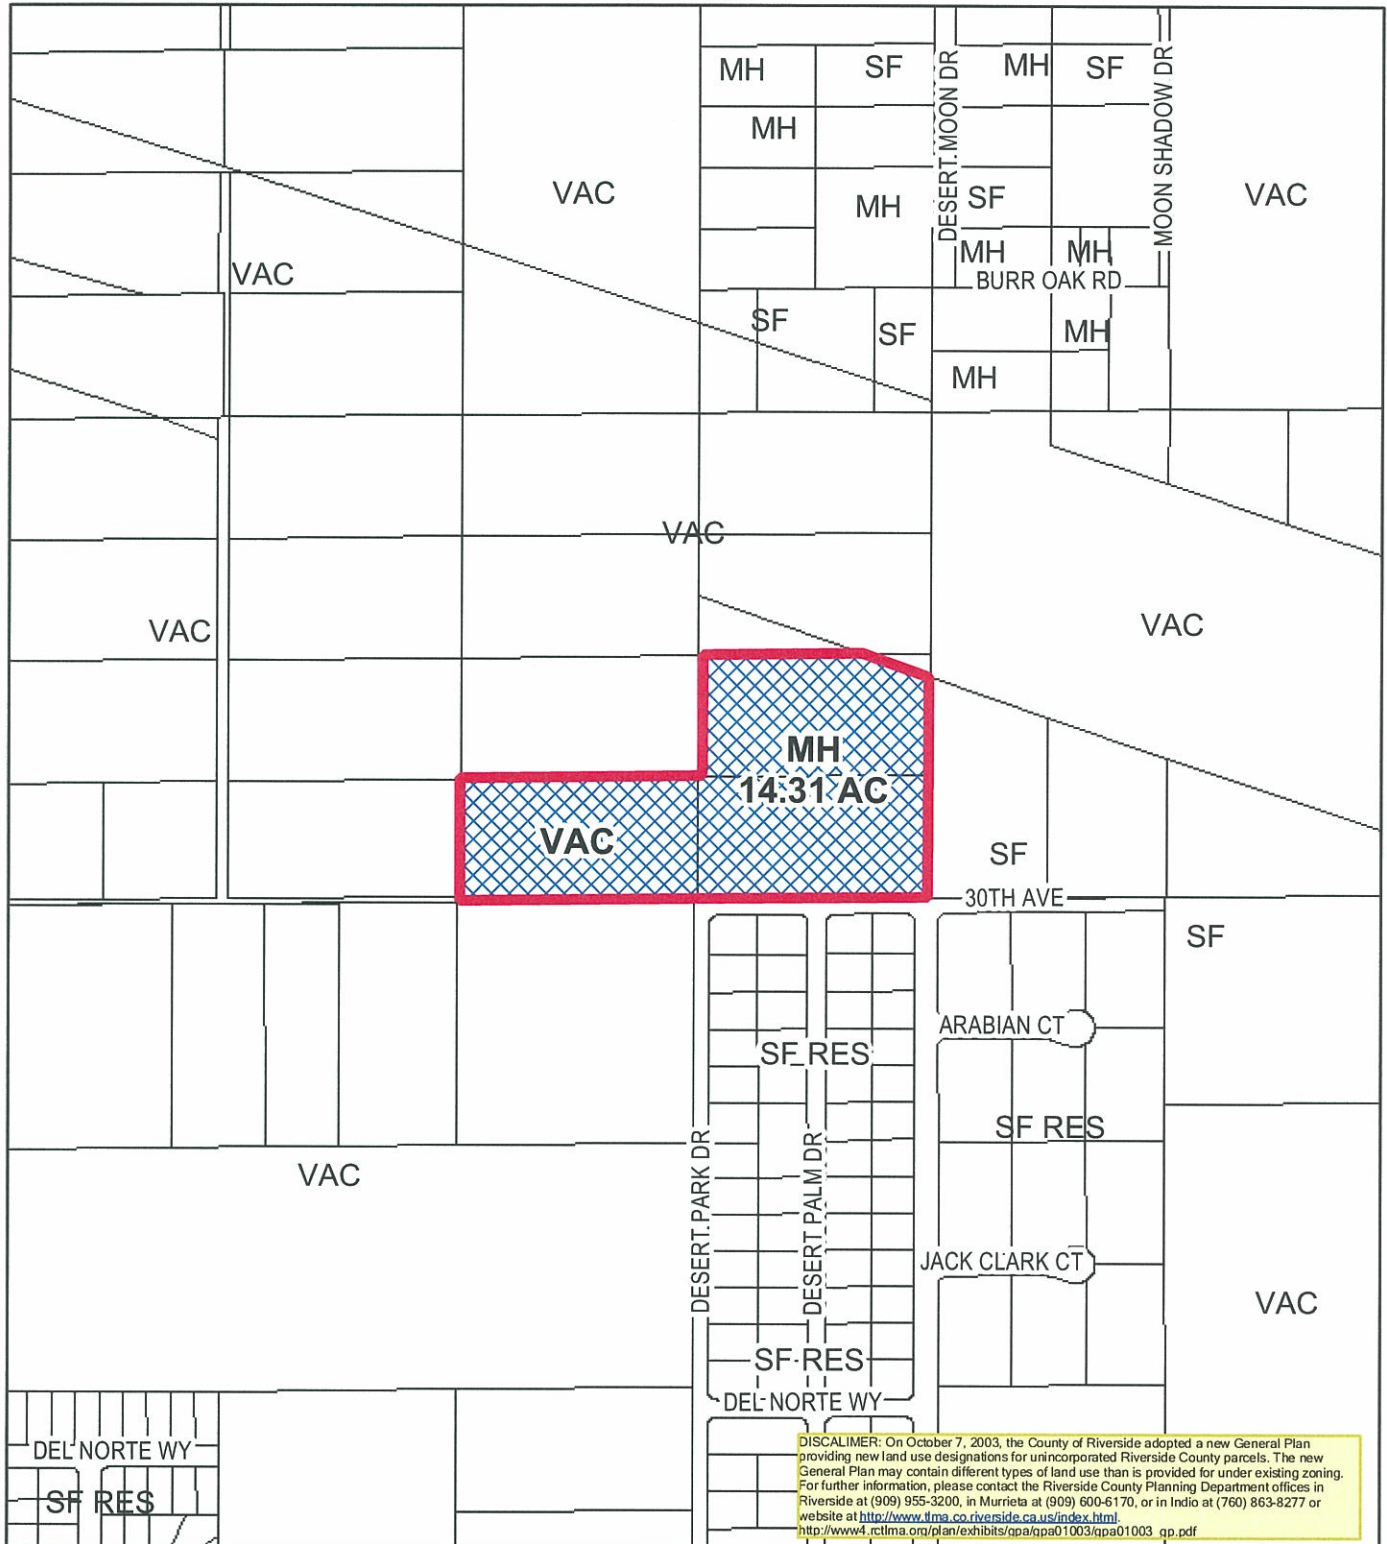 MH
SF
DESERT MOON DR
MH
SF
MOON SHADOW DR
MH
VAC
MH
SF
VAC
VAC
MH
MH
BURR OAK RD
SF
SF
MH
MH
VAC
VAC
VAC
MH
14.31 AC
VAC
SF
30TH AVE
SF
ARABIAN CT
SF RES
SF RES
DESERT PARK DR
DESERT PALM DR
VAC
JACK CLARK CT
VAC
SF RES
DEL NORTE WY
DEL NORTE WY
SF RES
DISCALIMER: On October 7, 2003, the County of Riverside adopted a new General Plan
providing new land use designations for unincorporated Riverside County parcels. The new
General Plan may contain different types of land use than is provided for under existing zoning.
For further information, please contact the Riverside County Planning Department offices in
Riverside at (909) 955-3200, in Murrieta at (909) 600-6170, or in Indio at (760) 863-8277 or
website at http://www.tlma.co.riverside.ca.us/index.html.
http://www4.rctlma.org/plan/exhibits/gpa/gpa01003/gpa01003_gp.pdf